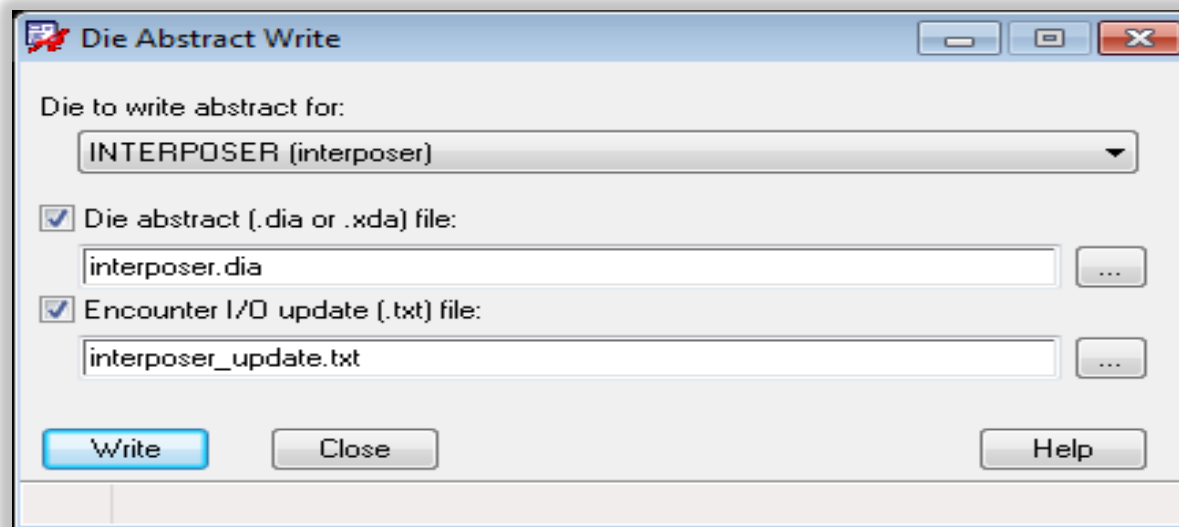 Die Abstract Write
Die to write abstract for:
INTERPOSER (interposer)
Die abstract (.dia or .xda) file:
interposer.dia
...
Encounter I/O update (.txt) file:
interposer_update.txt
...
Write Close Help